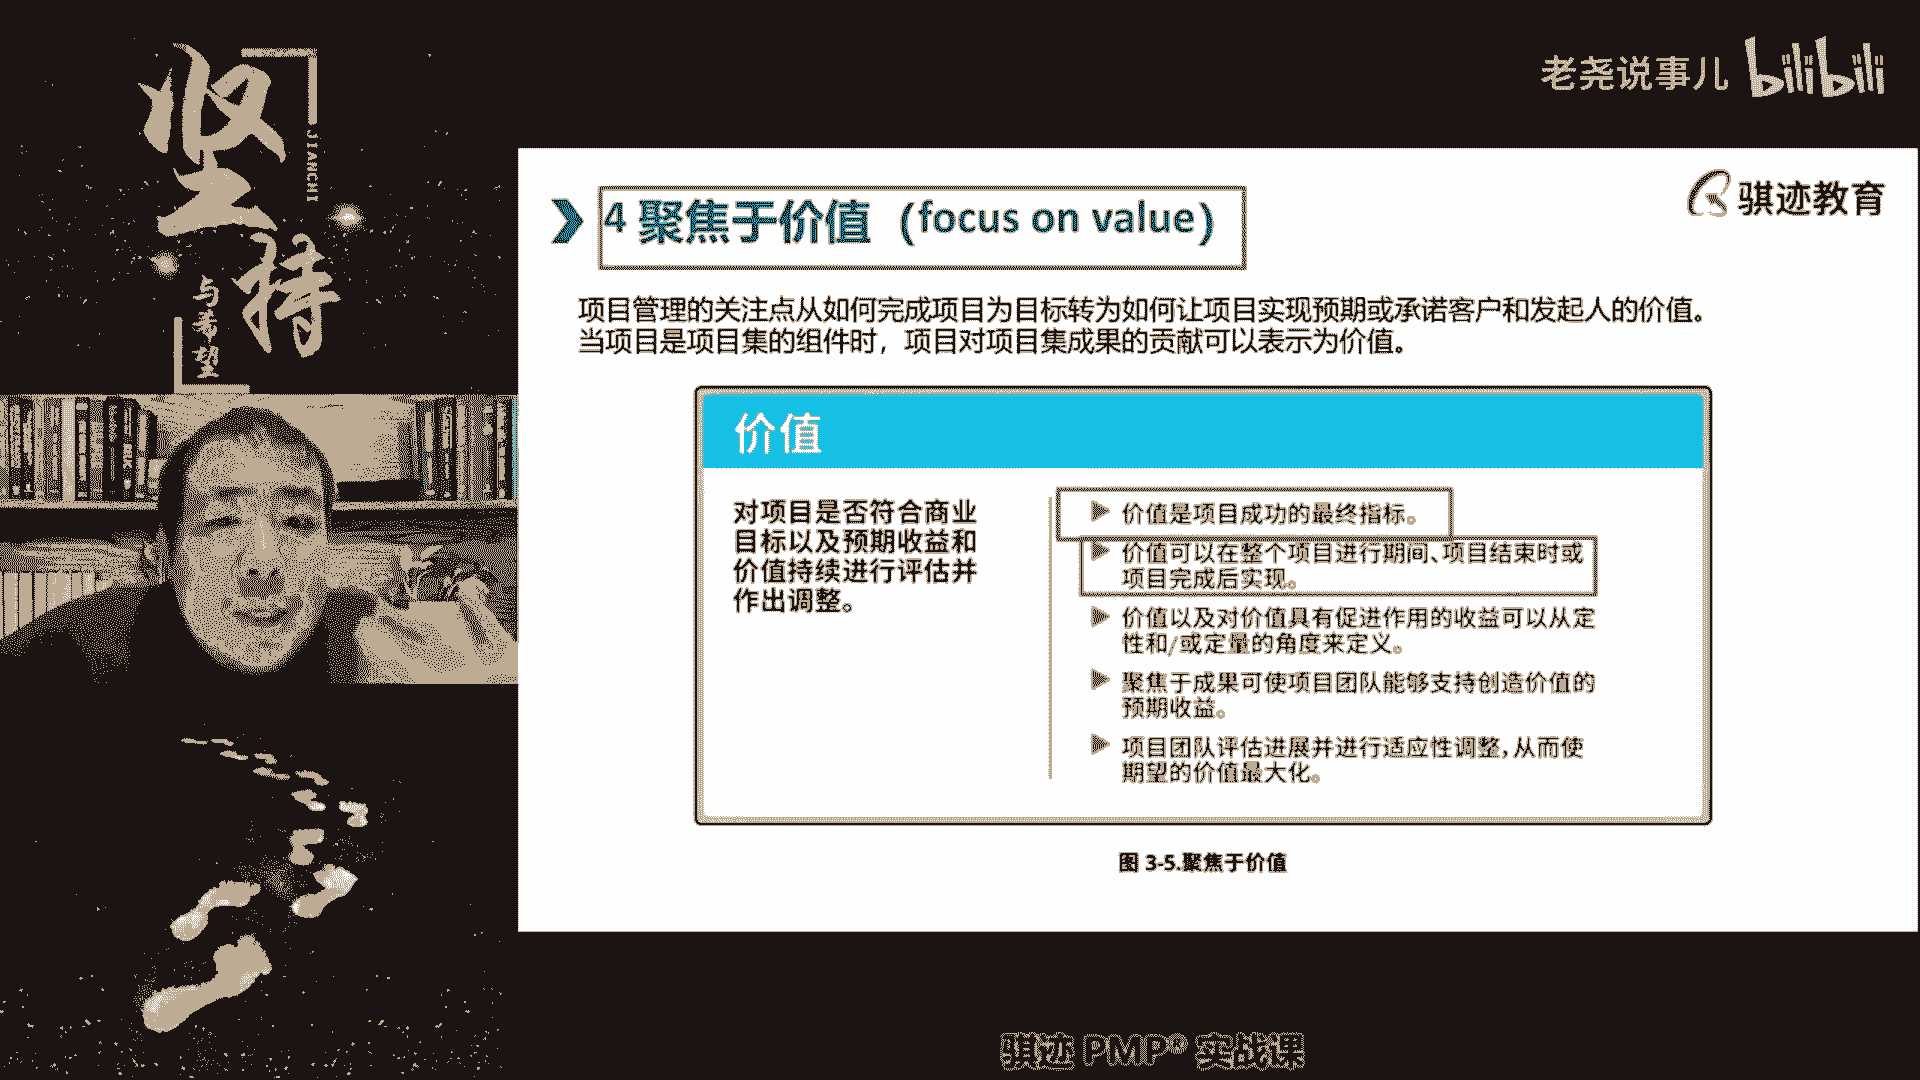 坚持
JIANCHI
与希望
老尧说事儿 bilibili
骐迹教育
4 聚焦于价值（focus on value）
项目管理的关注点从如何完成项目为目标转为如何让项目实现预期或承诺客户和发起人的价值。
当项目是项目集的组件时，项目对项目集成果的贡献可以表示为价值。
价值
对项目是否符合商业
目标以及预期收益和
价值持续进行评估并
作出调整。
价值是项目成功的最终指标。
价值可以在整个项目进行期间、项目结束时或
项目完成后实现。
价值以及对价值具有促进作用的收益可以从定
性和/或定量的角度来定义。
聚焦于成果可使项目团队能够支持创造价值的
预期收益。
项目团队评估进展并进行适应性调整，从而使
期望的价值最大化。
图 3-5.聚焦于价值
骐迹 PMP® 实战课